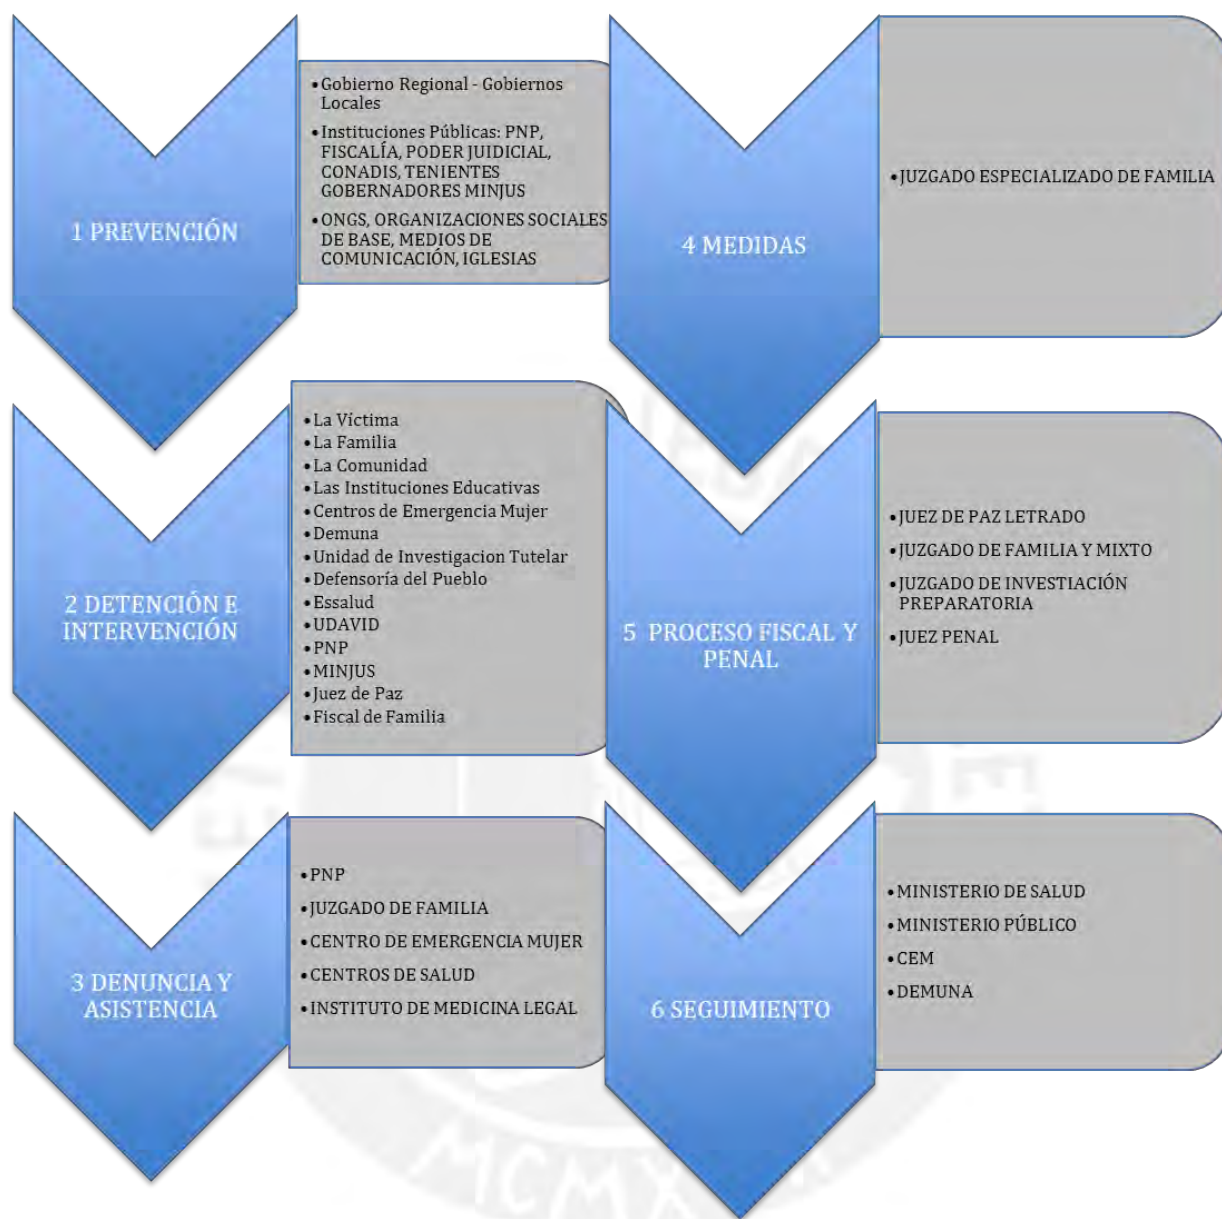 1 PREVENCIÓN
•Gobierno Regional - Gobiernos
Locales
•Instituciones Públicas: PNP,
FISCALÍA, PODER JUIDICIAL,
CONADIS, TENIENTES
GOBERNADORES MINJUS
•ONGS, ORGANIZACIONES SOCIALES
DE BASE, MEDIOS DE
COMUNICACIÓN, IGLESIAS
2 DETENCIÓN E
INTERVENCIÓN
•La Víctima
•La Familia
•La Comunidad
•Las Instituciones Educativas
•Centros de Emergencia Mujer
•Demuna
•Unidad de Investigacion Tutelar
•Defensoría del Pueblo
•Essalud
•UDAVID
•PNP
•MINJUS
•Juez de Paz
•Fiscal de Familia
3 DENUNCIA Y
ASISTENCIA
•PNP
•JUZGADO DE FAMILIA
•CENTRO DE EMERGENCIA MUJER
•CENTROS DE SALUD
•INSTITUTO DE MEDICINA LEGAL
4 MEDIDAS
•JUZGADO ESPECIALIZADO DE FAMILIA
5 PROCESO FISCAL Y
PENAL
•JUEZ DE PAZ LETRADO
•JUZGADO DE FAMILIA Y MIXTO
•JUZGADO DE INVESTIACIÓN
PREPARATORIA
•JUEZ PENAL
6 SEGUIMIENTO
•MINISTERIO DE SALUD
•MINISTERIO PÚBLICO
•CEM
•DEMUNA